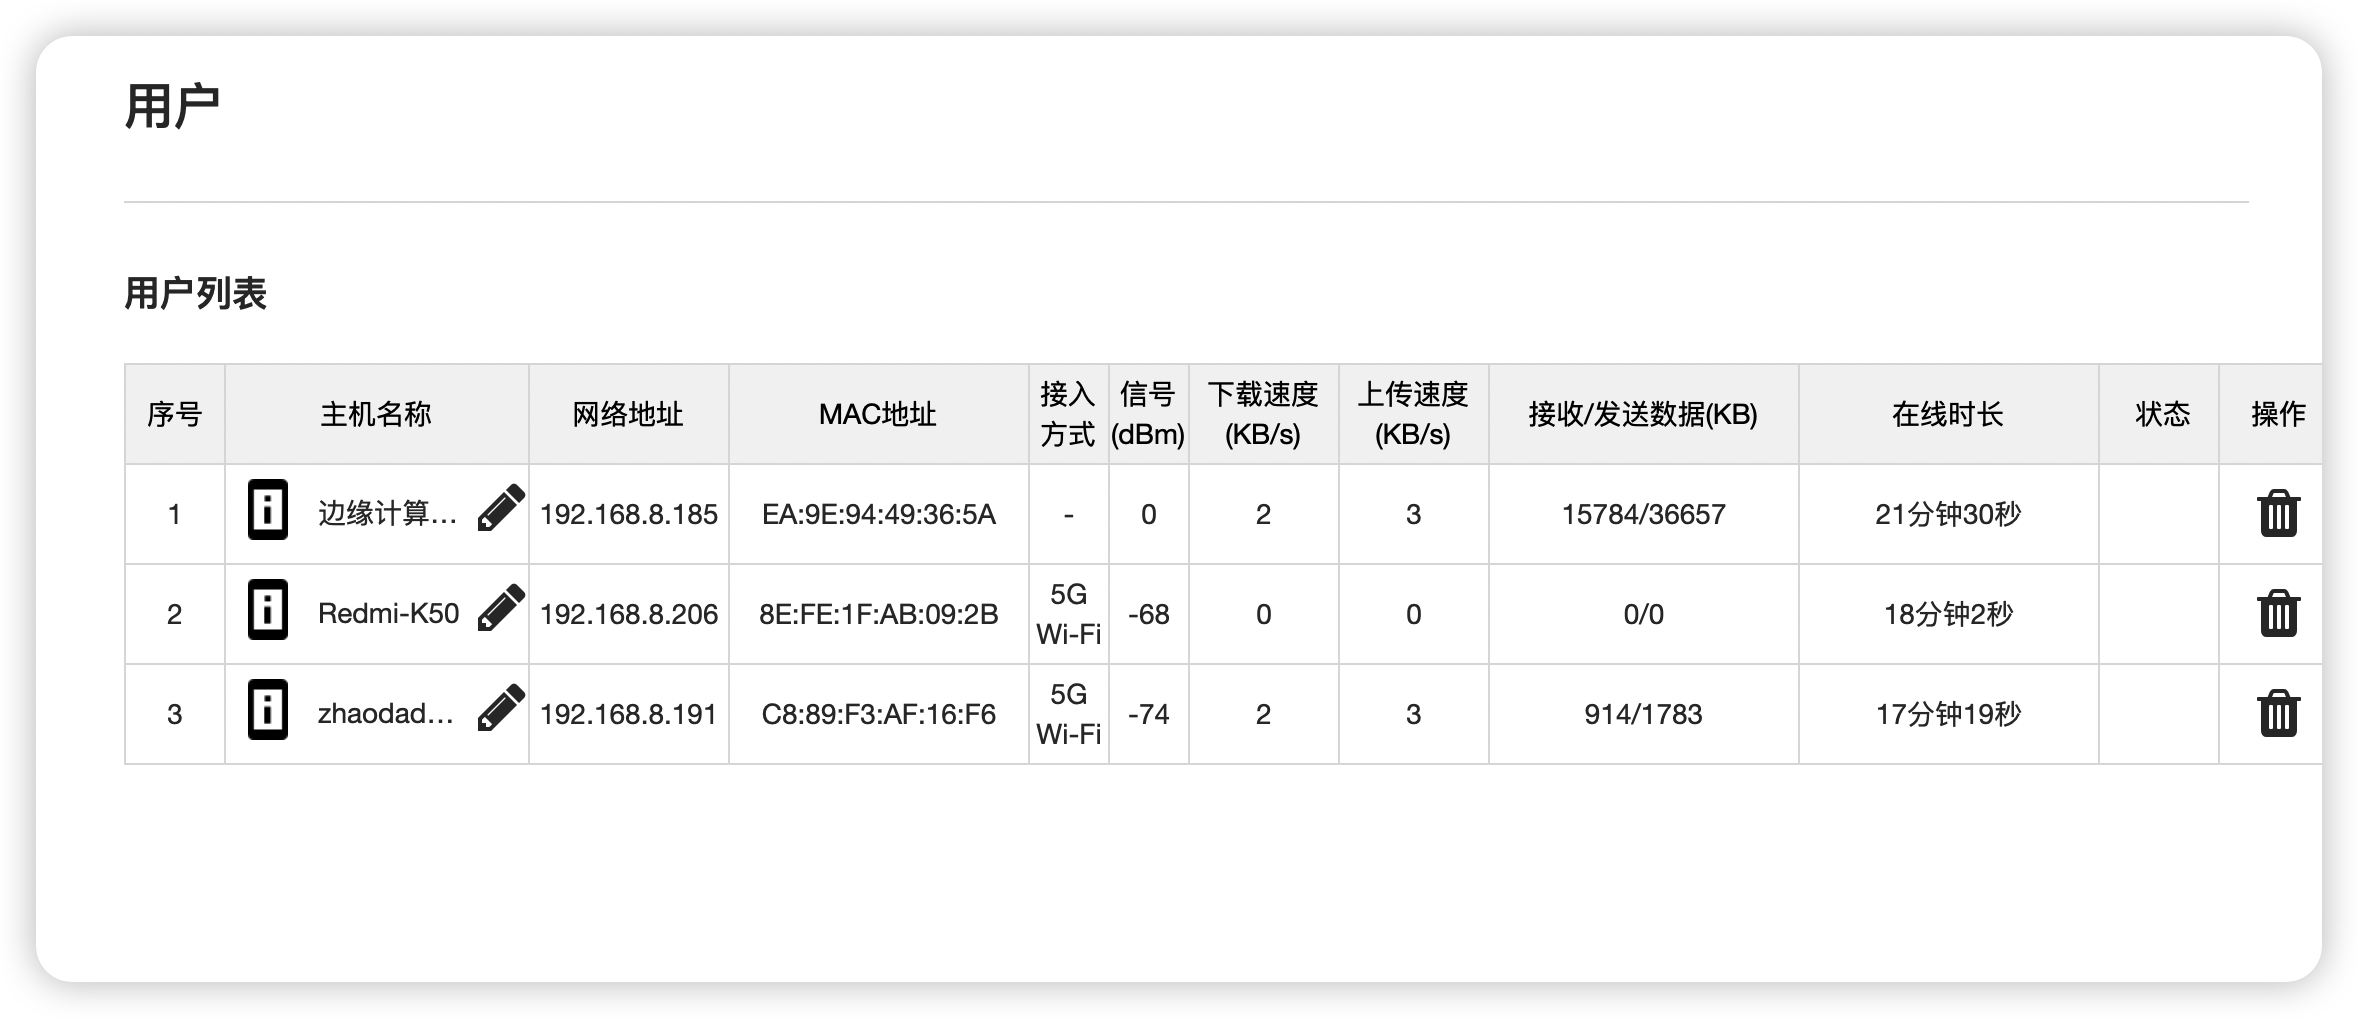 用户
用户列表
序号 主机名称 网络地址 MAC地址 接入方式 信号(dBm) 下载速度(KB/s) 上传速度(KB/s) 接收/发送数据(KB) 在线时长 状态 操作
1 边缘计算... 192.168.8.185 EA:9E:94:49:36:5A - 0 2 3 15784/36657 21分钟30秒
2 Redmi-K50 192.168.8.206 8E:FE:1F:AB:09:2B 5G Wi-Fi -68 0 0 0/0 18分钟2秒
3 zhaodad... 192.168.8.191 C8:89:F3:AF:16:F6 5G Wi-Fi -74 2 3 914/1783 17分钟19秒